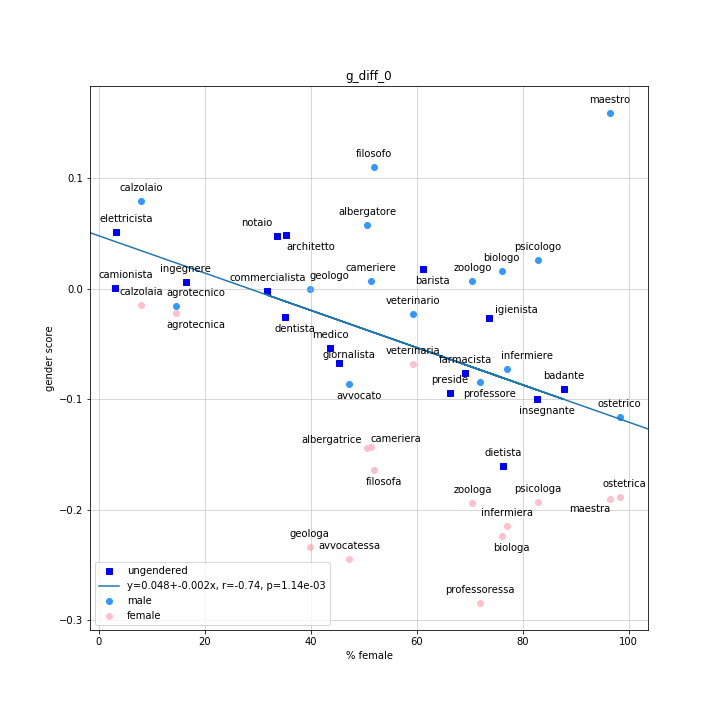 g_diff_0
maestro
filosofo
calzolaio
albergatore
elettricista
notaio
architetto
psicologo
biologo
camionista
ingegnere
commercialista
geologo
cameriere
barista
zoologo
calzolaia
agrotecnico
veterinario
igienista
agrotecnica
dentista
medico
giornalista
veterinaria
farmacista
infermiere
avvocato
preside
professore
badante
insegnante
ostetrico
albergatrice
cameriera
dietista
filosofa
zoologa
psicologa
ostetrica
maestra
infermiera
geologa
avvocatessa
biologa
professoressa
0.1
0.0
−0.1
−0.2
−0.3
gender score
0
20
40
60
80
100
% female
ungendered
y=0.048+-0.002x, r=-0.74, p=1.14e-03
male
female